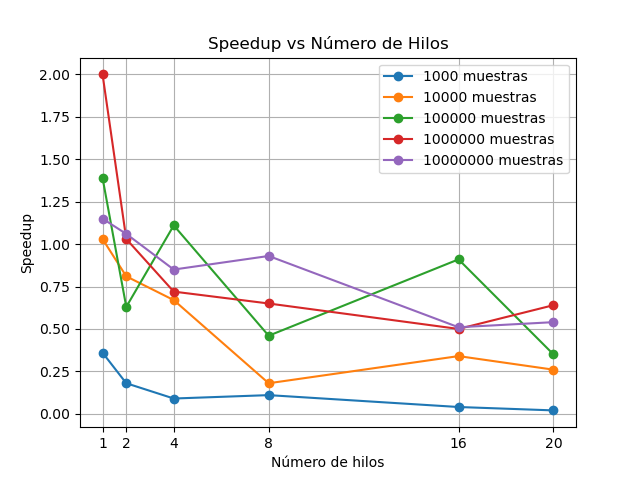 Speedup vs Número de Hilos
2.00
1.75
1.50
1.25
1.00
0.75
0.50
0.25
0.00
Speedup
1000 muestras
10000 muestras
100000 muestras
1000000 muestras
10000000 muestras
1 2 4 8 16 20
Número de hilos